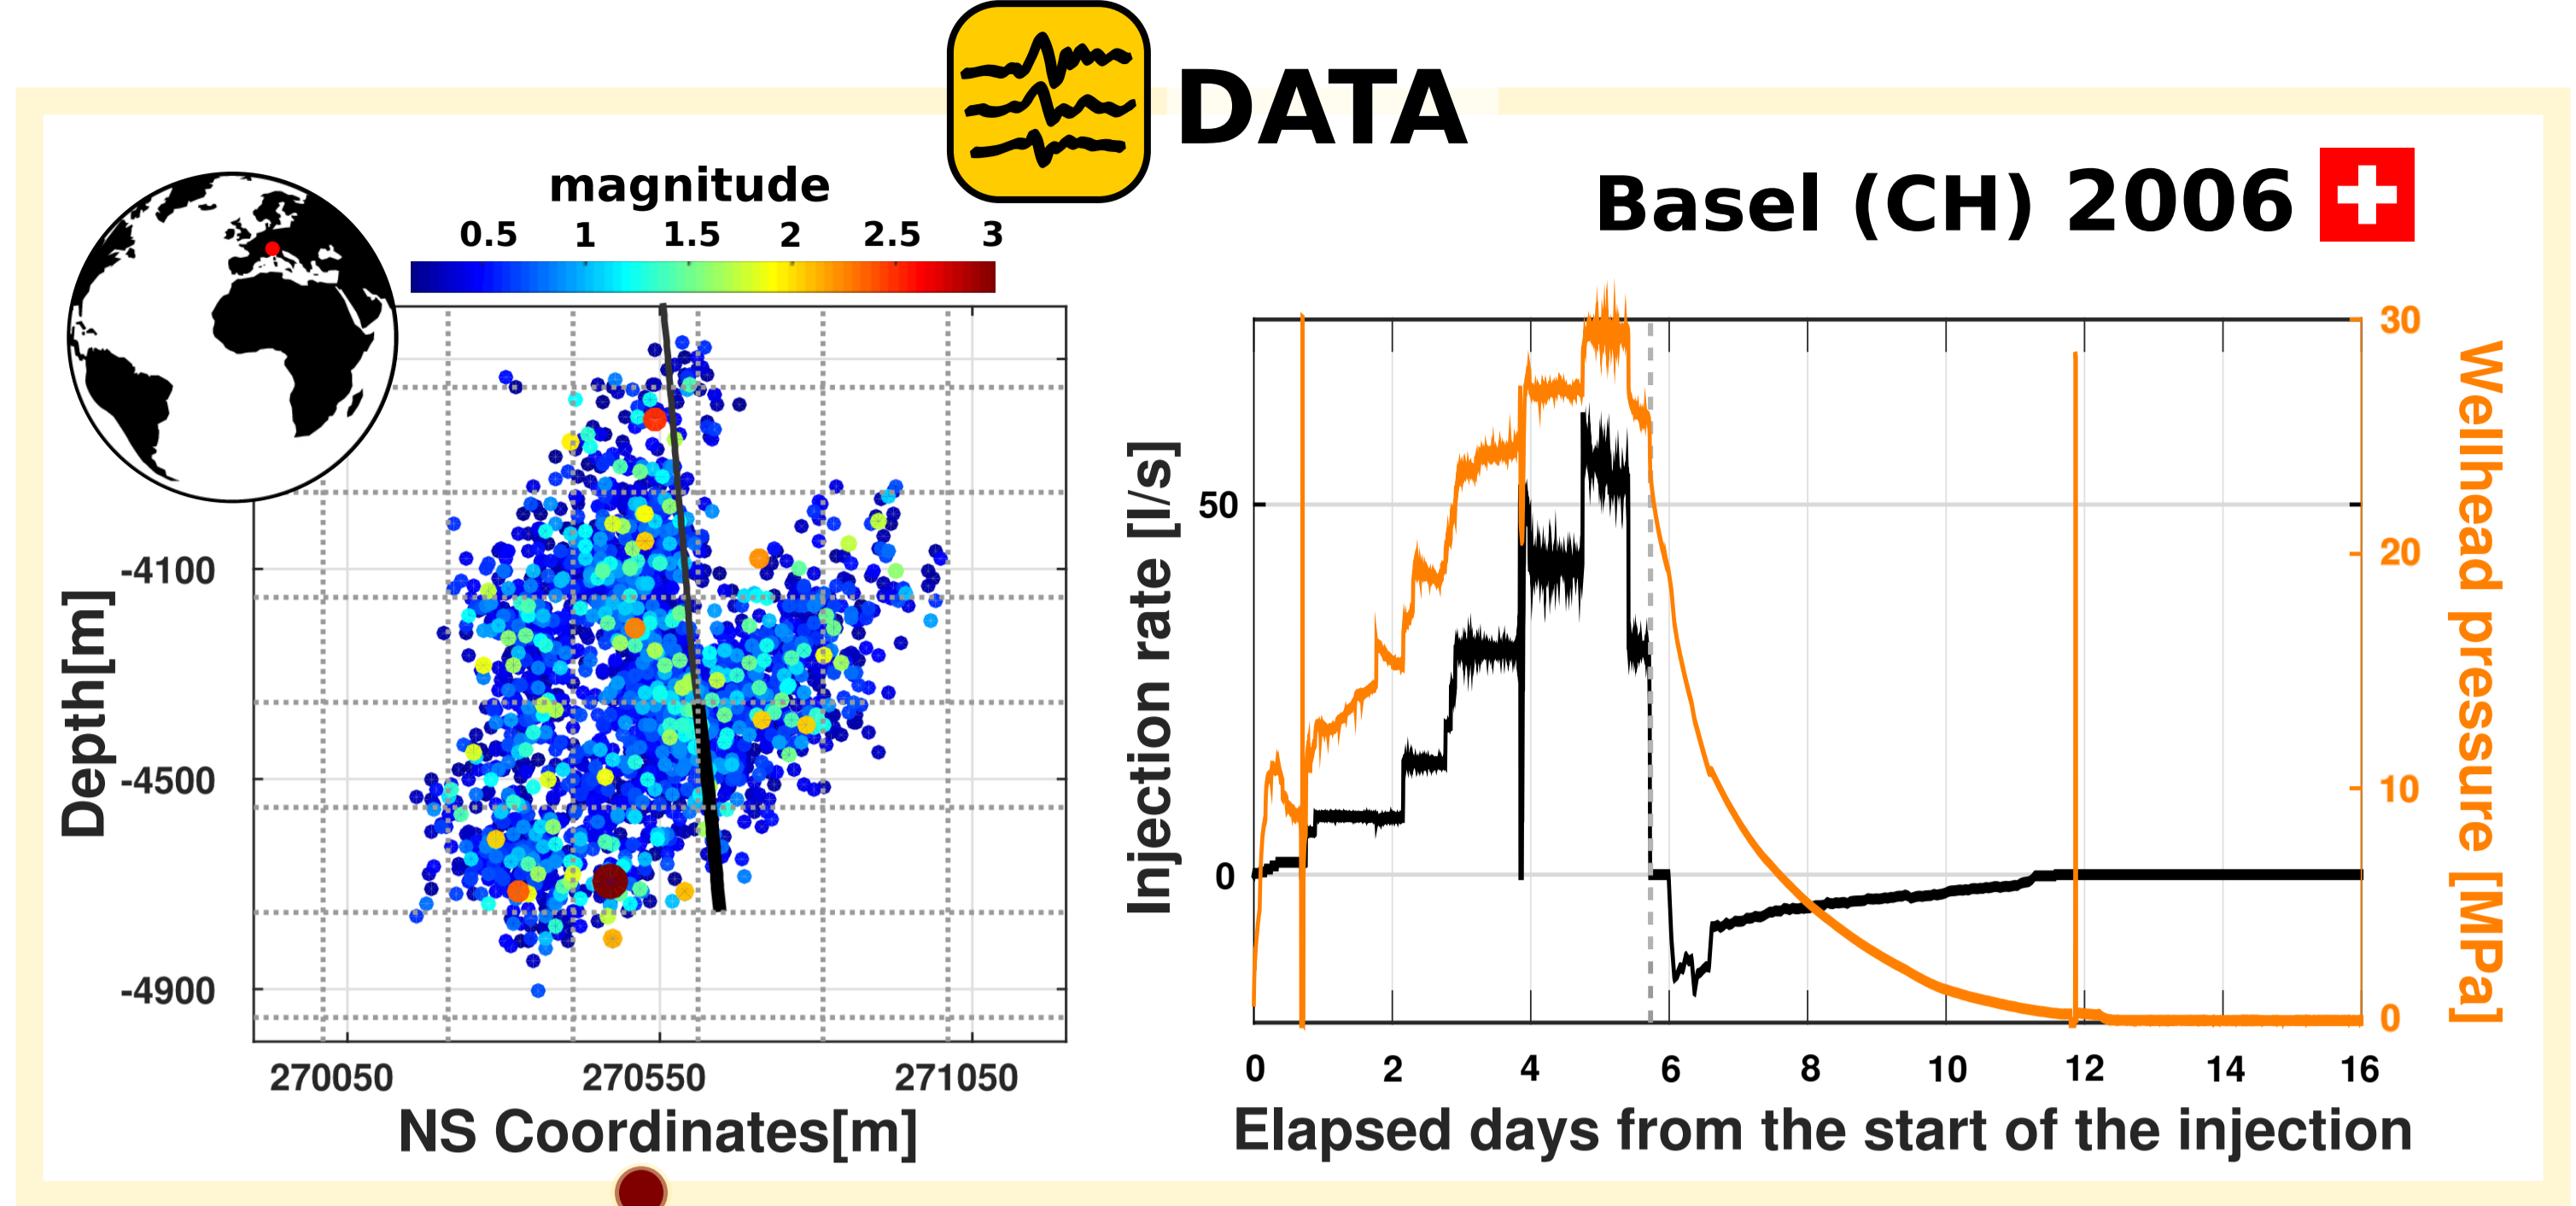 DATA
Basel (CH) 2006
magnitude
0.5 1 1.5 2 2.5 3
Depth[m]
-4100
-4500
-4900
270050 270550 271050
NS Coordinates[m]
Injection rate [l/s]
50
0
0 2 4 6 8 10 12 14 16
Elapsed days from the start of the injection
30
20
10
0
Wellhead pressure [MPa]